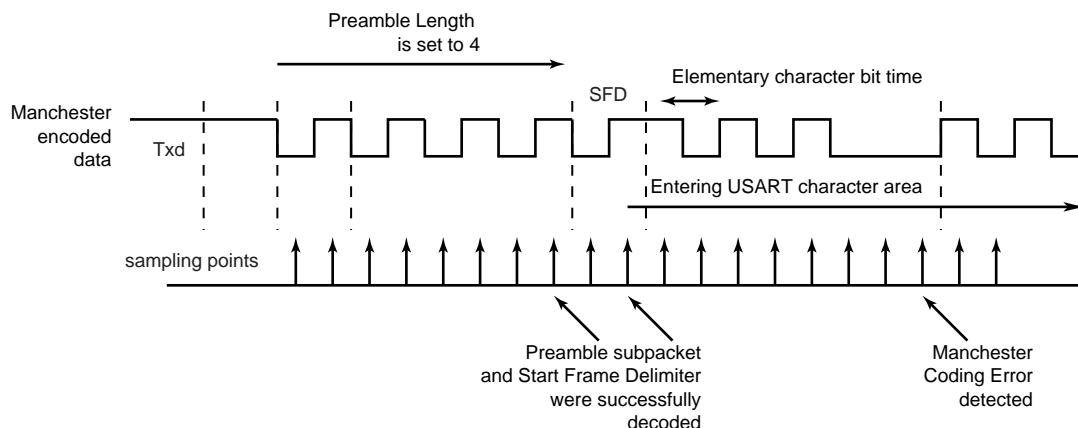 Preamble Length
is set to 4
SFD
Elementary character bit time
Manchester
encoded
data
Txd
Entering USART character area
sampling points
Preamble subpacket
and Start Frame Delimiter
were successfully
decoded
Manchester
Coding Error
detected